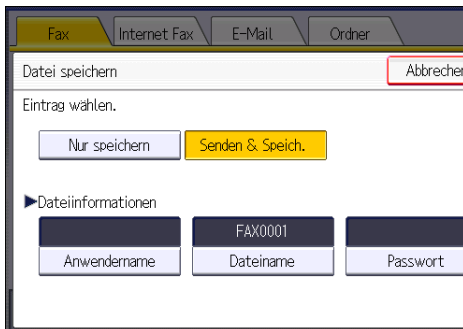 Fax Internet Fax E-Mail Ordner
Datei speichern Abbrechen
Eintrag wählen.
Nur speichern Senden & Speich.
Dateiinformationen
FAX0001
Anwendername Dateiname Passwort